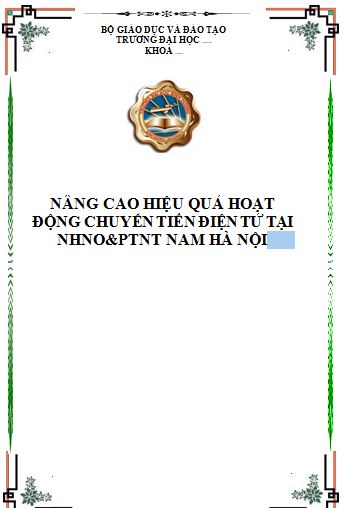 BỘ GIÁO DỤC VÀ ĐÀO TẠO
TRƯỜNG ĐẠI HỌC .....
KHOA ....
NÂNG CAO HIỆU QUẢ HOẠT
ĐỘNG CHUYỂN TIỀN ĐIỆN TỬ TẠI
NHNO&PTNT NAM HÀ NỘI